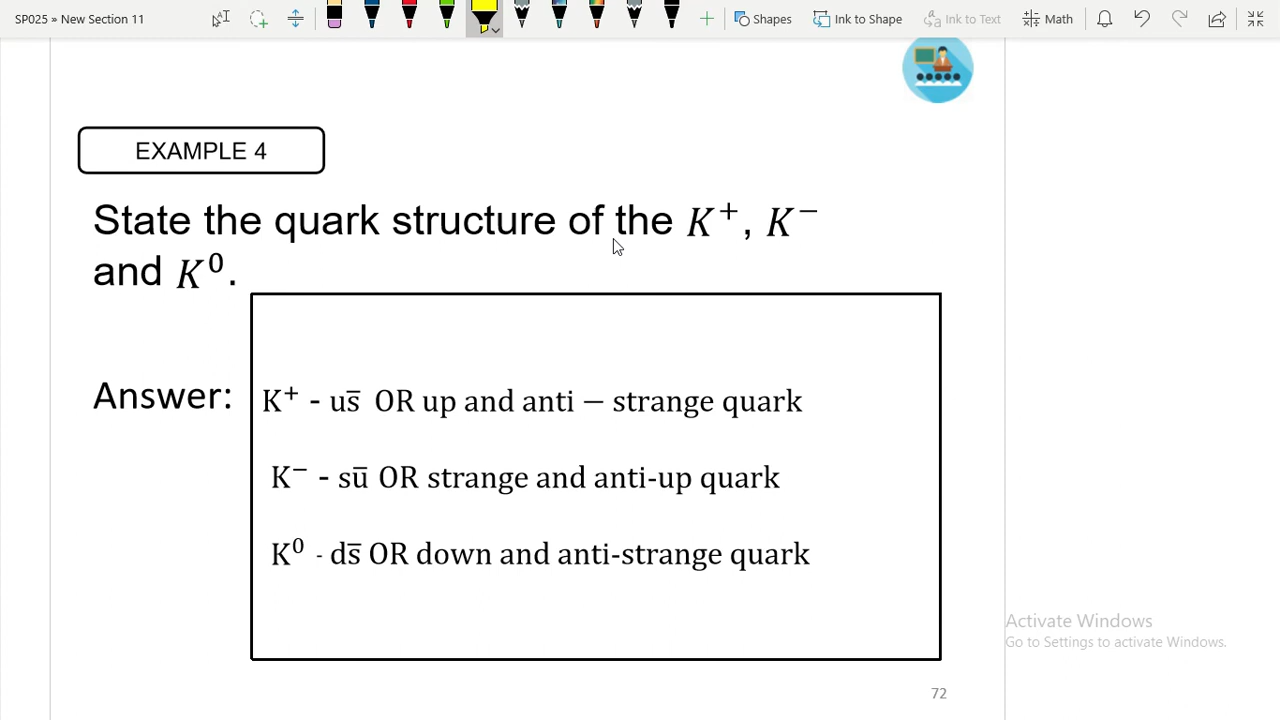 SP025 » New Section 11
Shapes
Ink to Shape
Ink to Text
Math
EXAMPLE 4
State the quark structure of the K⁺, K⁻
and K⁰.
Answer:
K⁺ - us̅ OR up and anti − strange quark
K⁻ - su̅ OR strange and anti-up quark
K⁰ - ds̅ OR down and anti-strange quark
Activate Windows
Go to Settings to activate Windows.
72